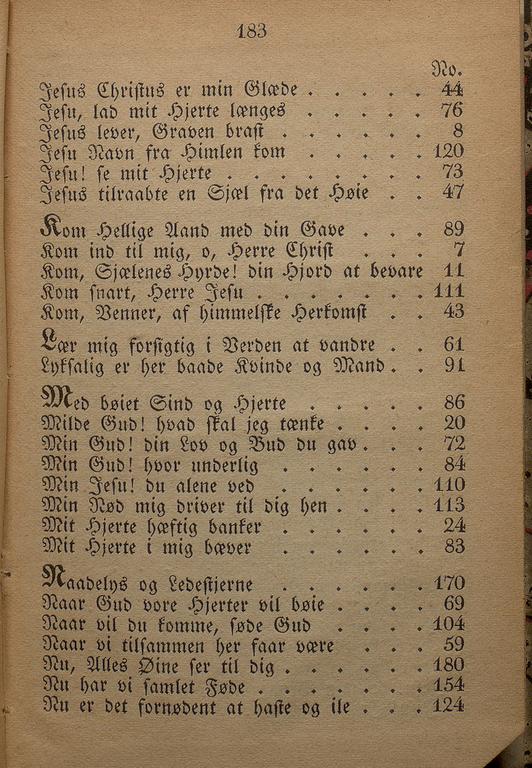 183
No.
Jesus Christus er min Glæde . . . . . 44
Jesu, lad mit Hjerte længes . . . . . 76
Jesus lever, Graven brast . . . . . . 8
Jesu Navn fra Himlen kom . . . . . 120
Jesu! se mit Hjerte . . . . . . . . 73
Jesus tilraabte en Sjæl fra det Høie . . 47
Kom Hellige Aand med din Gave . . . 89
Kom ind til mig, o, Herre Christ . . . 7
Kom, Sjælenes Hyrde! din Hjord at bevare 11
Kom snart, Herre Jesu . . . . . . . 111
Kom, Venner, af himmelske Herkomst . . 43
Lær mig forsigtig i Verden at vandre . . 61
Lyksalig er her baade Kvinde og Mand . . 91
Med bøiet Sind og Hjerte . . . . . 86
Milde Gud! hvad skal jeg tænke . . . . 20
Min Gud! din Lov og Bud du gav . . . 72
Min Gud! hvor underlig . . . . . . 84
Min Jesu! du alene ved . . . . . . 110
Min Nød mig driver til dig hen . . . . 113
Mit Hjerte hæftig banker . . . . . . 24
Mit Hjerte i mig bæver . . . . . . 83
Naadelys og Ledestjerne . . . . . . 170
Naar Gud vore Hjerter vil bøie . . . . 69
Naar vil du komme, søde Gud . . . . 104
Naar vi tilsammen her faar være . . . 59
Nu, Alles Øine ser til dig . . . . . . 180
Nu har vi samlet Føde . . . . . . . 154
Nu er det fornødent at haste og ile . . . 124